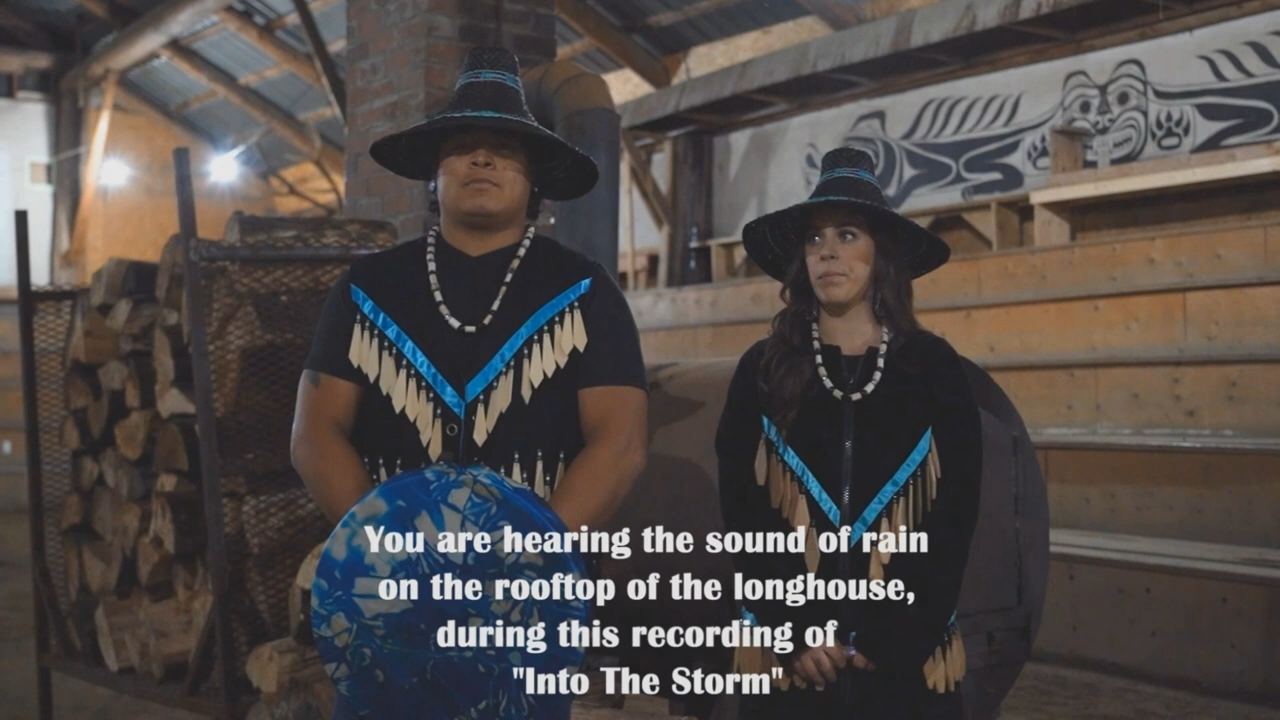 You are hearing the sound of rain
on the rooftop of the longhouse,
during this recording of
"Into The Storm"